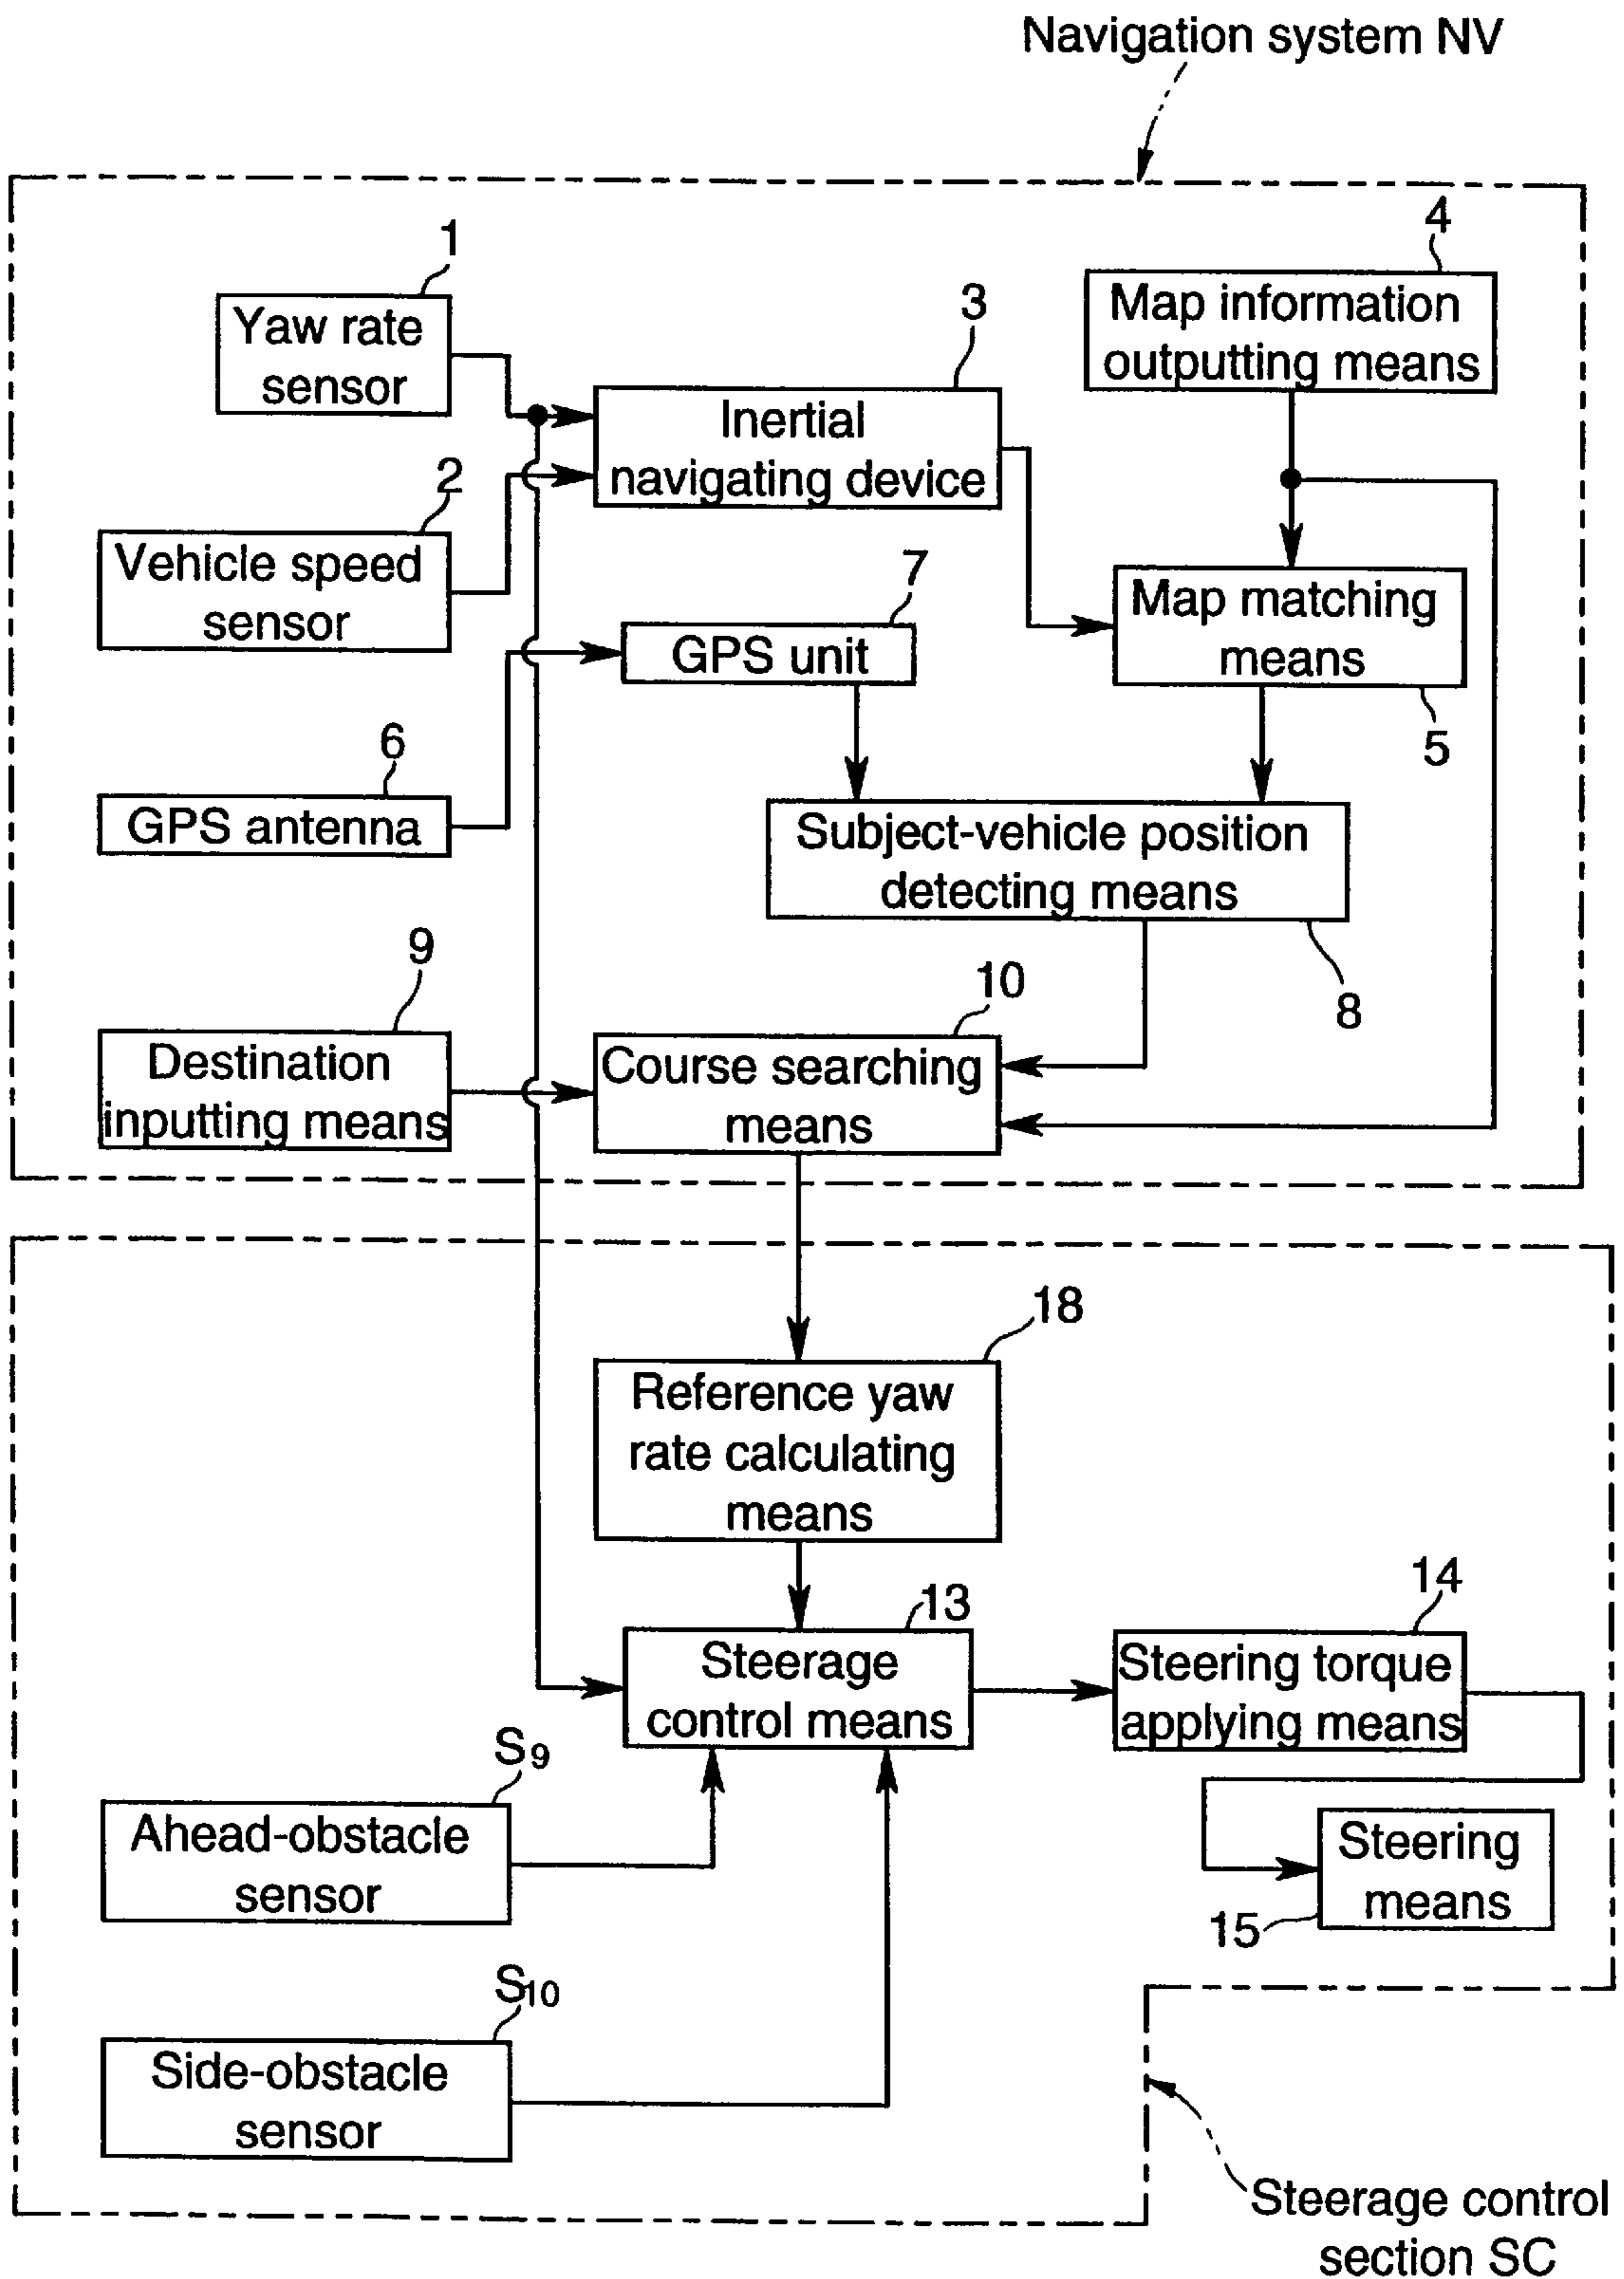 Navigation system NV
4
1
Map information
outputting means
3
Yaw rate
sensor
Inertial
navigating device
2
Vehicle speed
sensor
7
GPS unit
Map matching
means
5
6
GPS antenna
Subject-vehicle position
detecting means
8
9
10
Destination
inputting means
Course searching
means
18
Reference yaw
rate calculating
means
13
14
Steerage
control means
Steering torque
applying means
S9
Ahead-obstacle
sensor
Steering
means
15
S10
Side-obstacle
sensor
Steerage control
section SC